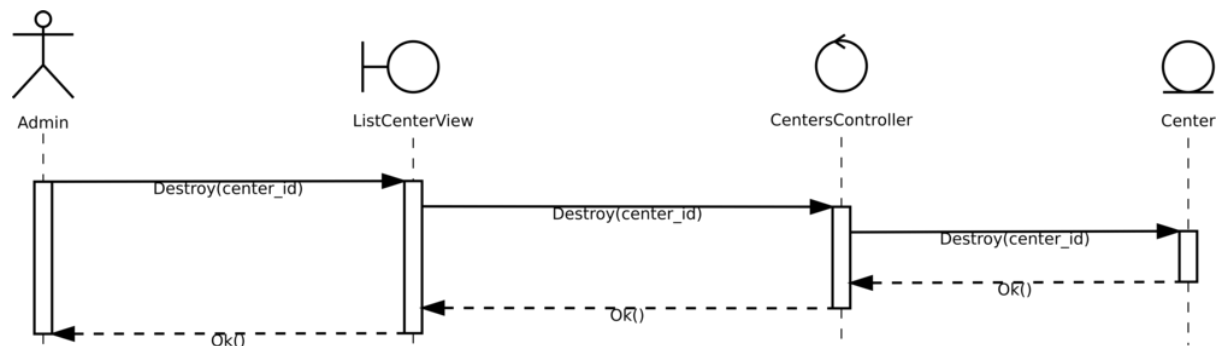 Admin
ListCenterView
CentersController
Center
Destroy(center_id)
Destroy(center_id)
Destroy(center_id)
Ok()
Ok()
Ok()